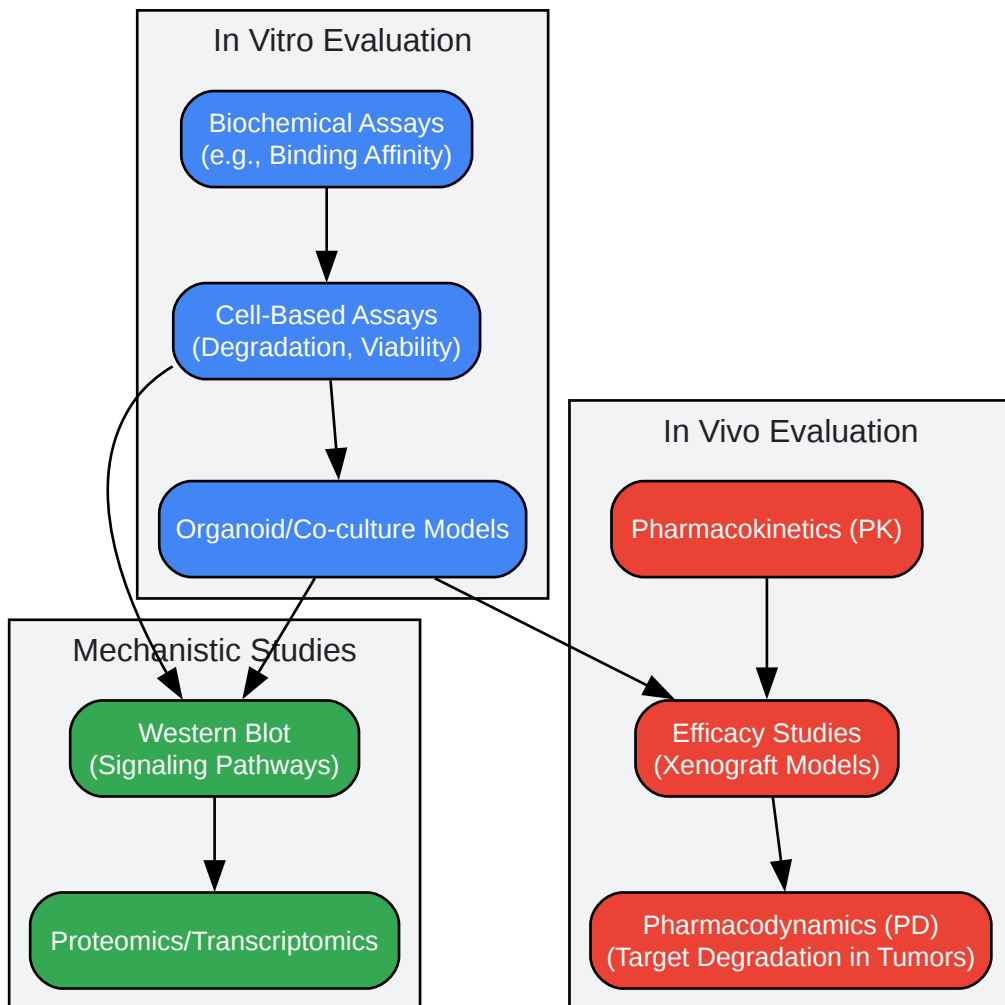 In Vitro Evaluation
Biochemical Assays
(e.g., Binding Affinity)
Cell-Based Assays
(Degradation, Viability)
Organoid/Co-culture Models
Mechanistic Studies
Western Blot
(Signaling Pathways)
Proteomics/Transcriptomics
In Vivo Evaluation
Pharmacokinetics (PK)
Efficacy Studies
(Xenograft Models)
Pharmacodynamics (PD)
(Target Degradation in Tumors)